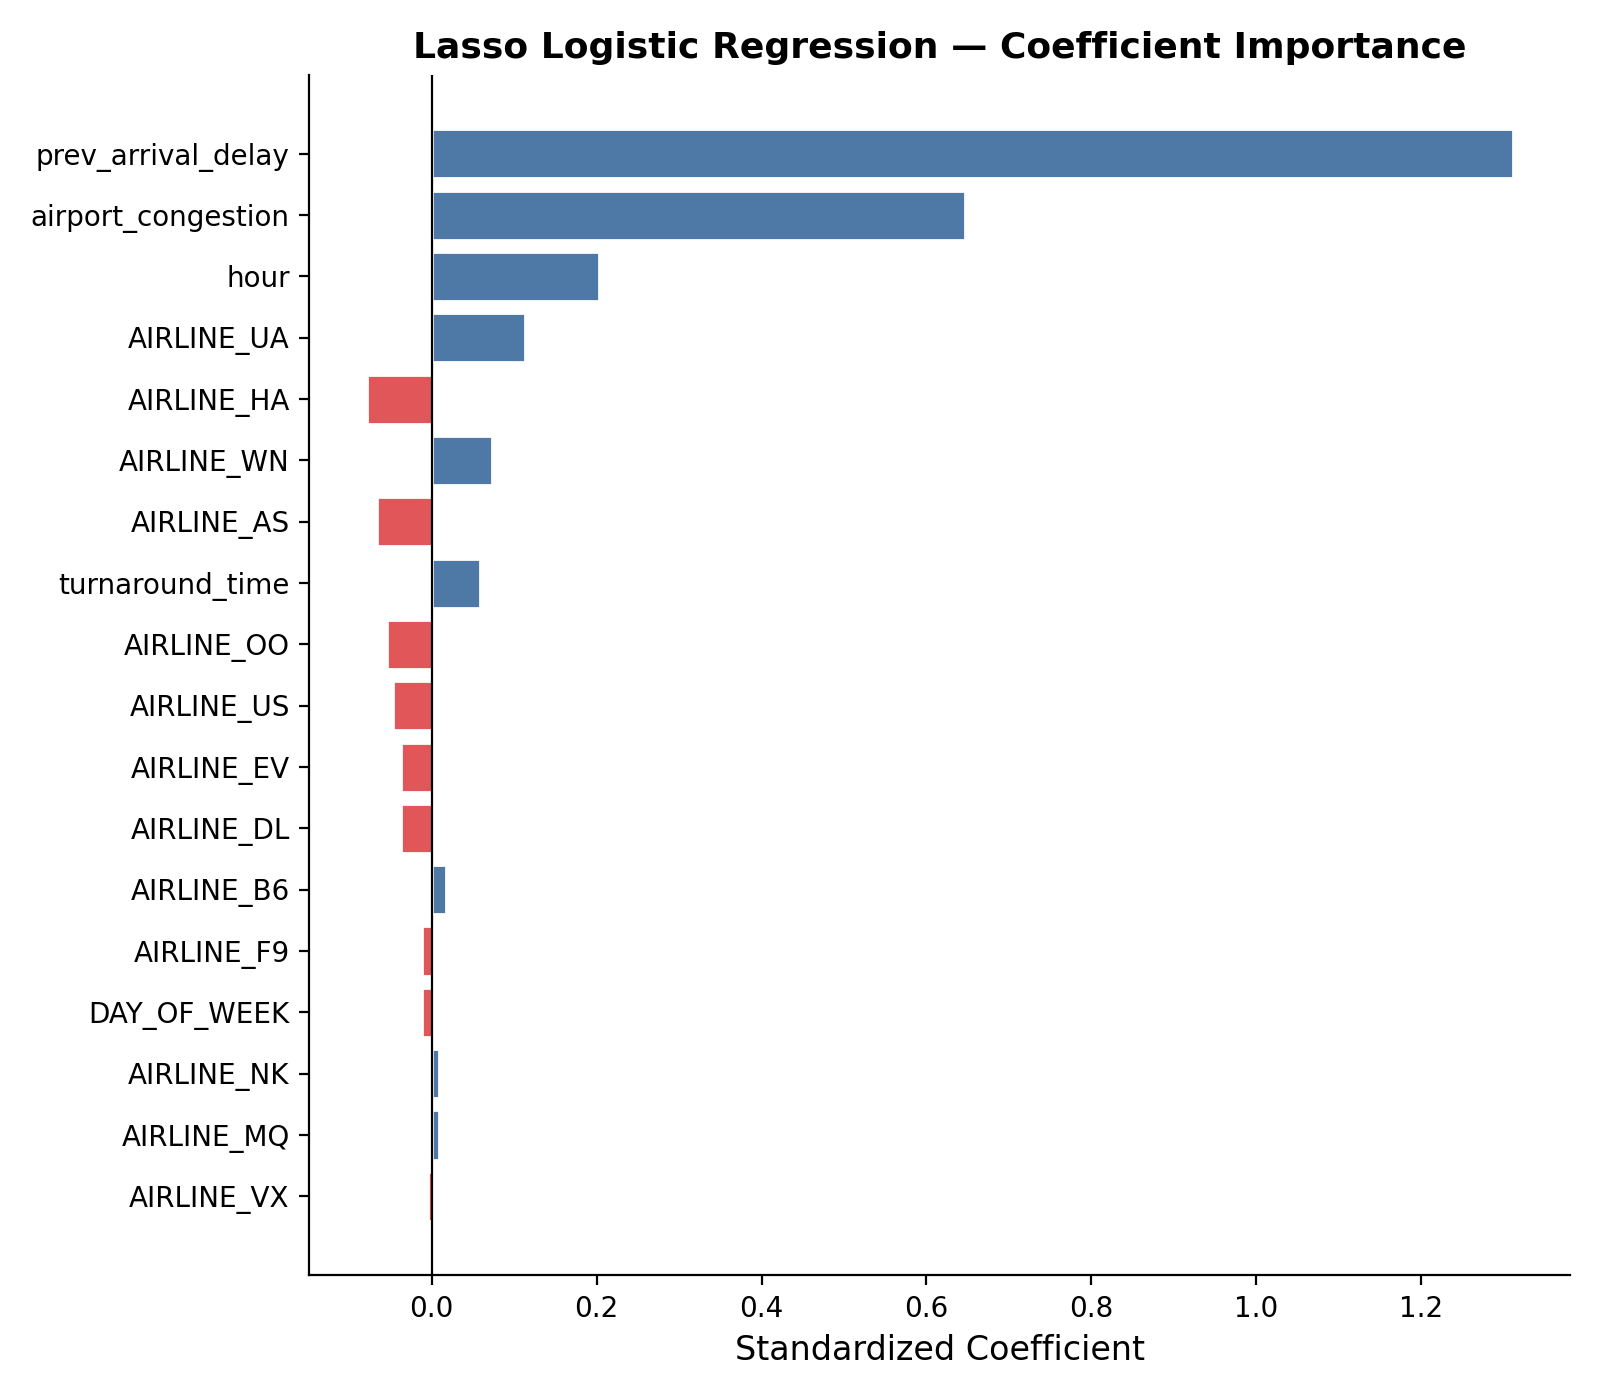 Lasso Logistic Regression — Coefficient Importance
prev_arrival_delay
airport_congestion
hour
AIRLINE_UA
AIRLINE_HA
AIRLINE_WN
AIRLINE_AS
turnaround_time
AIRLINE_OO
AIRLINE_US
AIRLINE_EV
AIRLINE_DL
AIRLINE_B6
AIRLINE_F9
DAY_OF_WEEK
AIRLINE_NK
AIRLINE_MQ
AIRLINE_VX
0.0 0.2 0.4 0.6 0.8 1.0 1.2
Standardized Coefficient